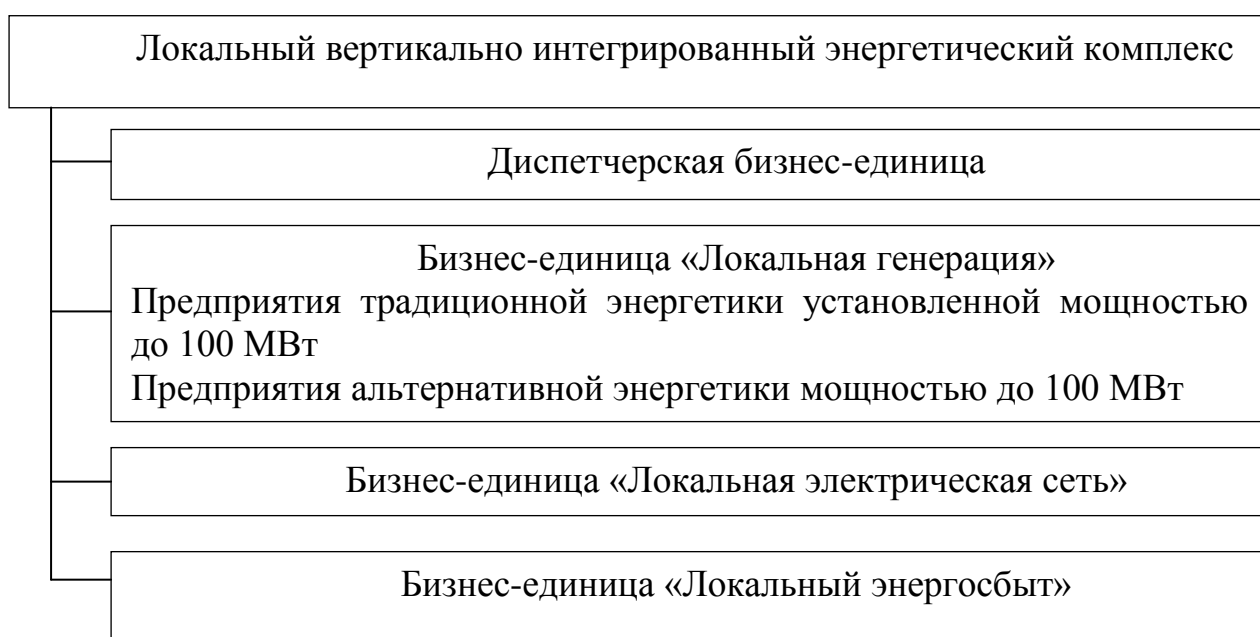 Локальный вертикально интегрированный энергетический комплекс
Диспетчерская бизнес-единица
Бизнес-единица «Локальная генерация»
Предприятия традиционной энергетики установленной мощностью
до 100 МВт
Предприятия альтернативной энергетики мощностью до 100 МВт
Бизнес-единица «Локальная электрическая сеть»
Бизнес-единица «Локальный энергосбыт»